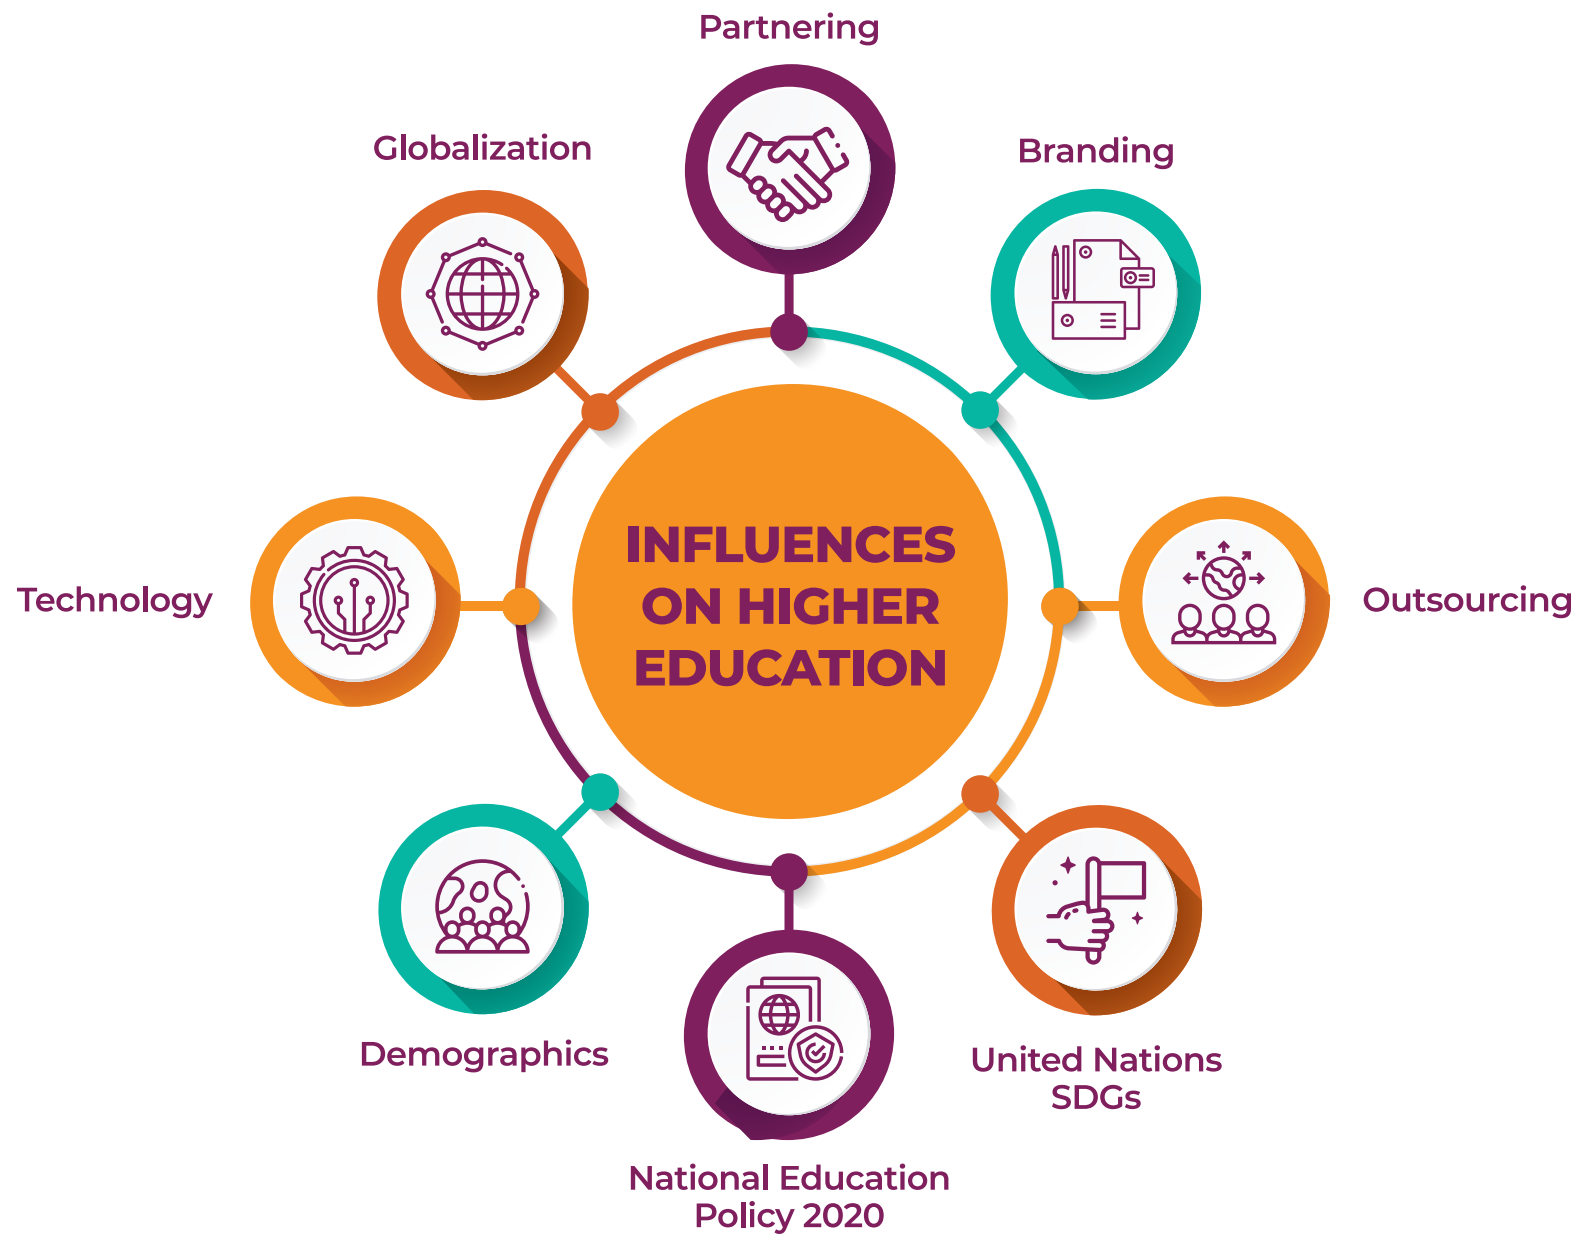 Partnering
Globalization
Branding
INFLUENCES
ON HIGHER
EDUCATION
Technology
Outsourcing
Demographics
United Nations
SDGs
National Education
Policy 2020